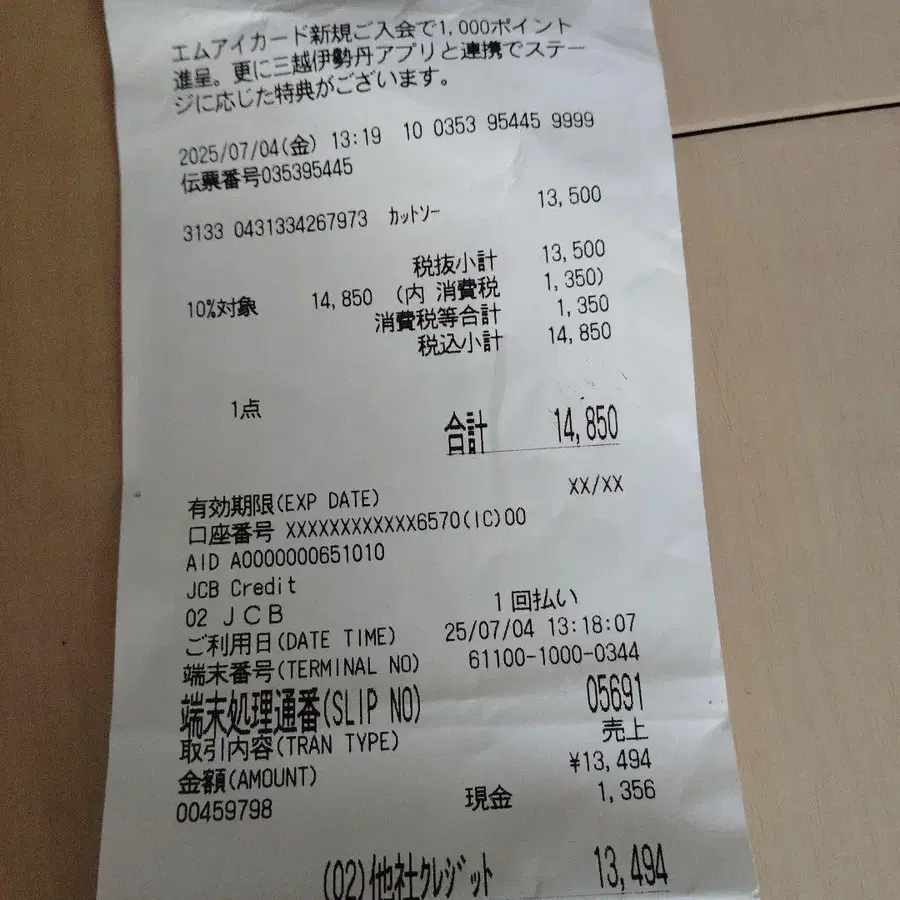 エムアイカード新規ご入会で1,000ポイント
進呈。更に三越伊勢丹アプリと連携でステー
ジに応じた特典がございます。
2025/07/04(金) 13:19 10 0353 95445 9999
伝票番号035395445
3133 0431334267973 カットソー 13,500
税抜小計 13,500
10%対象 14,850 (内 消費税 1,350)
消費税等合計 1,350
税込小計 14,850
1点
合計 14,850
有効期限(EXP DATE) XX/XX
口座番号 XXXXXXXXXXXX6570(IC)00
AID A0000000651010
JCB Credit
02 JCB 1回払い
ご利用日(DATE TIME) 25/07/04 13:18:07
端末番号(TERMINAL NO) 61100-1000-0344
端末処理通番(SLIP NO) 05691
取引内容(TRAN TYPE) 売上
金額(AMOUNT) ¥13,494
00459798 現金 1,356
(02)他社クレジット 13,494